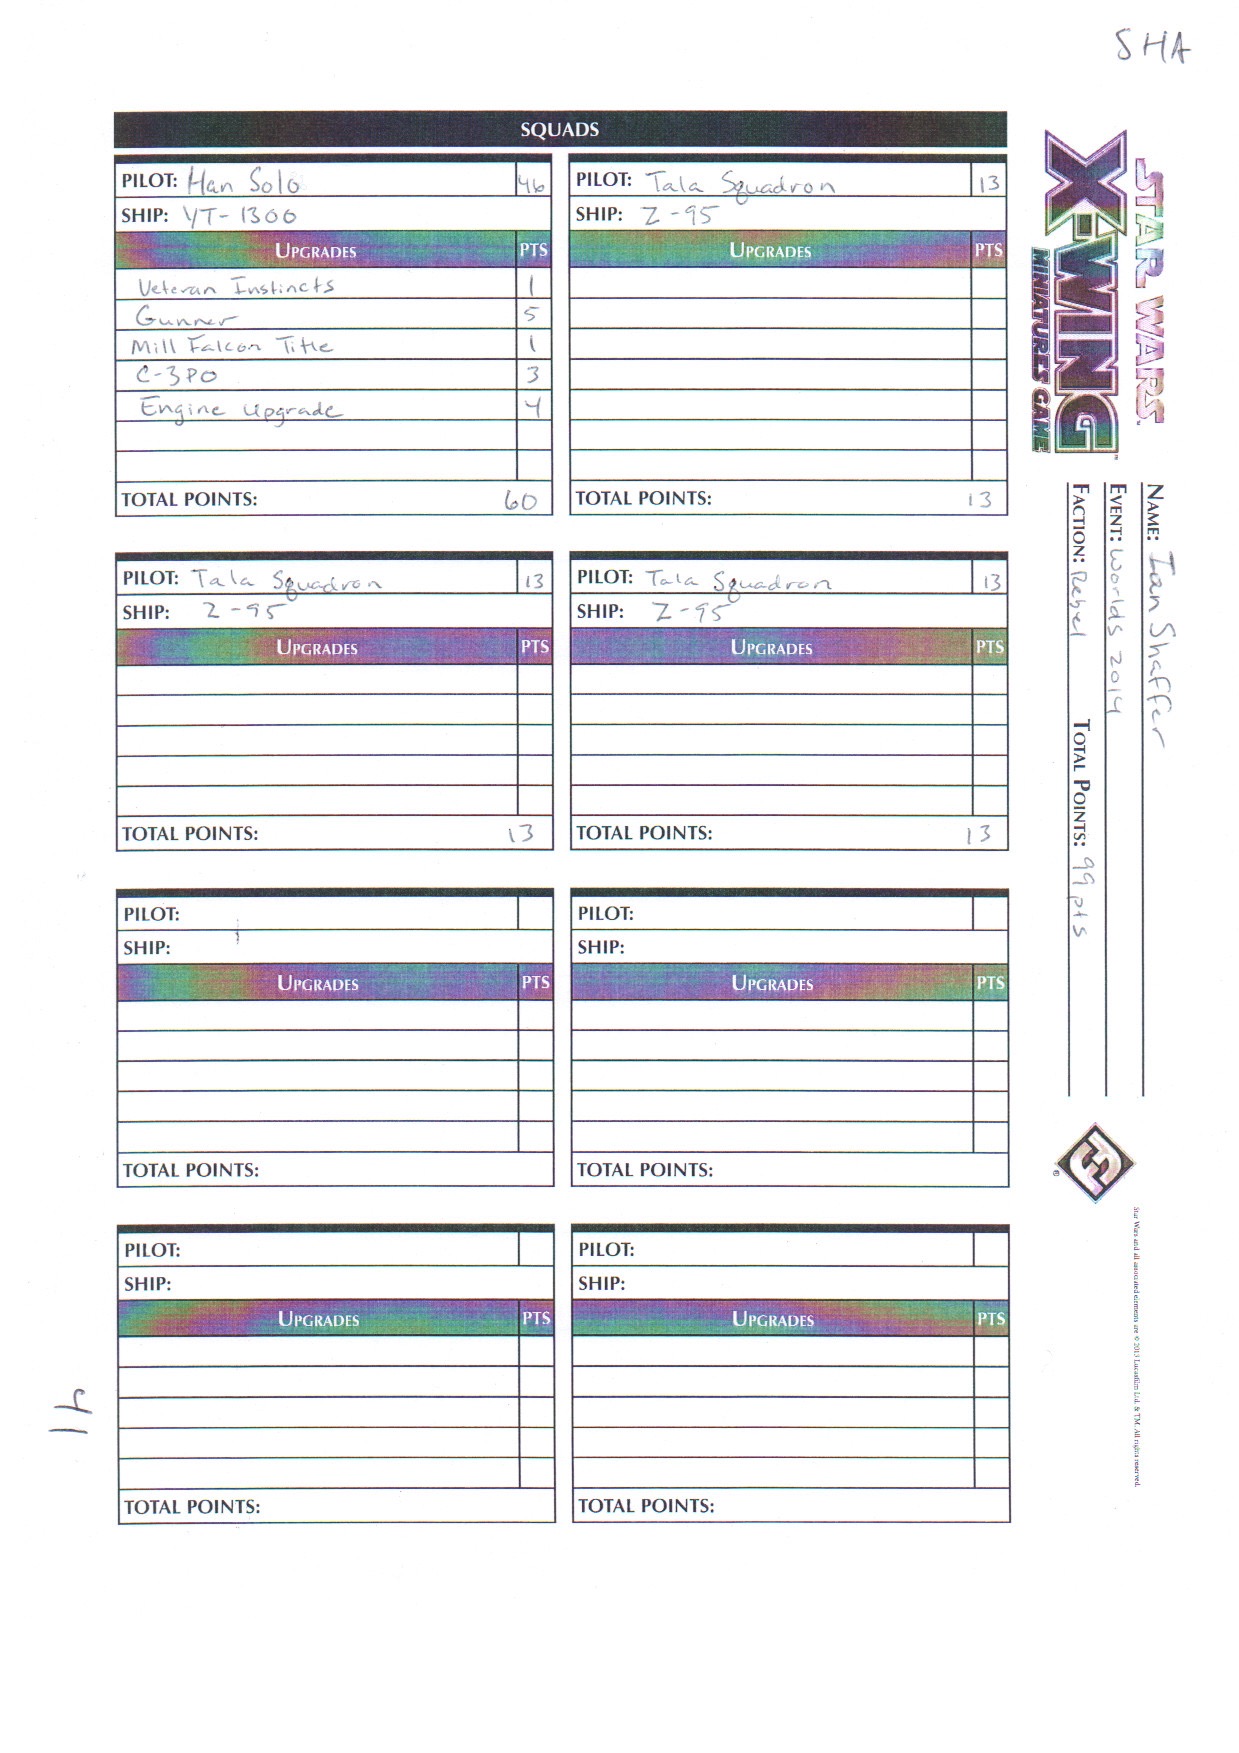 SHA
SQUADS
PILOT: Han Solo 46
SHIP: YT-1300
UPGRADES PTS
Veteran Instincts 1
Gunner 5
Mill Falcon Title 1
C-3PO 3
Engine Upgrade 4
TOTAL POINTS: 60
PILOT: Tala Squadron 13
SHIP: Z-95
UPGRADES PTS
TOTAL POINTS: 13
PILOT: Tala Squadron 13
SHIP: Z-95
UPGRADES PTS
TOTAL POINTS: 13
PILOT: Tala Squadron 13
SHIP: Z-95
UPGRADES PTS
TOTAL POINTS: 13
PILOT:
SHIP:
UPGRADES PTS
TOTAL POINTS:
PILOT:
SHIP:
UPGRADES PTS
TOTAL POINTS:
PILOT:
SHIP:
UPGRADES PTS
TOTAL POINTS:
PILOT:
SHIP:
UPGRADES PTS
TOTAL POINTS:
STAR WARS™
X-WING™
MINIATURES GAME
NAME: Ian Shaffer
EVENT: Worlds 2014
FACTION: Rebel TOTAL POINTS: 99pts
®
Star Wars and all associated elements are © 2013 Lucasfilm Ltd. & TM. All rights reserved.
41